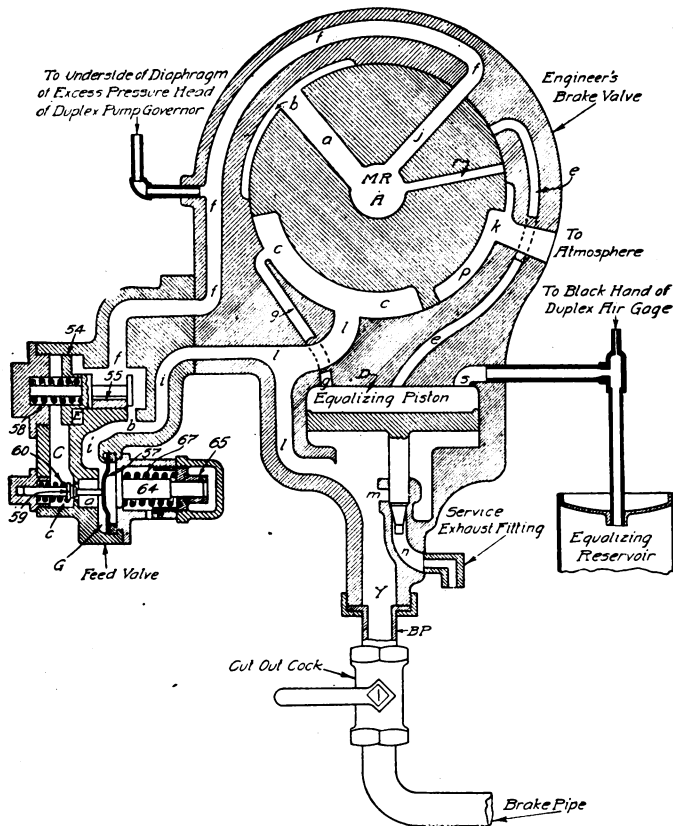 To Underside of Diaphragm
of Excess Pressure Head
of Duplex Pump Governor
Engineer's
Brake Valve
f
f
f
b
a
j
MR
A
r
e
k
To
Atmosphere
c
c
p
To Black Hand of
Duplex Air Gage
f
f
g
l
e
54
55
f
i
l
g
D
s
Equalizing Piston
58
E
b
i
60
C
57
67
65
l
64
m
59
c
a
Service
Exhaust Fitting
n
Equalizing
Reservoir
G
Feed Valve
Y
BP
Cut Out Cock
1
Brake Pipe